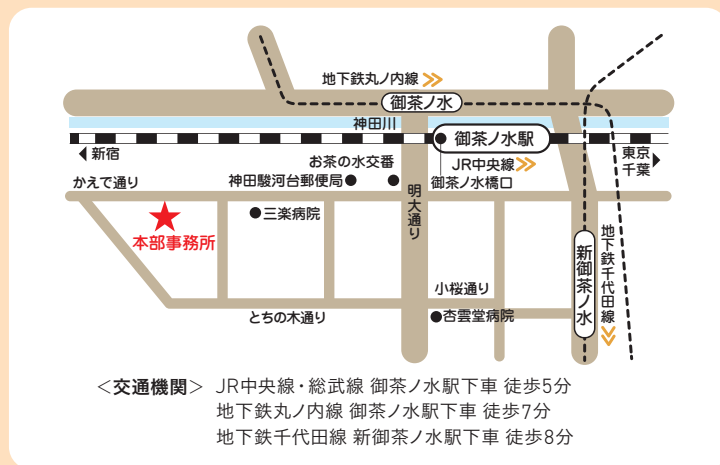 地下鉄丸ノ内線
御茶ノ水
神田川
御茶ノ水駅
新宿
お茶の水交番
JR中央線
東京
千葉
かえで通り
神田駿河台郵便局
御茶ノ水橋口
明大通り
三楽病院
本部事務所
新御茶ノ水
地下鉄千代田線
小桜通り
とちの木通り
杏雲堂病院
＜交通機関＞ JR中央線・総武線 御茶ノ水駅下車 徒歩5分
地下鉄丸ノ内線 御茶ノ水駅下車 徒歩7分
地下鉄千代田線 新御茶ノ水駅下車 徒歩8分